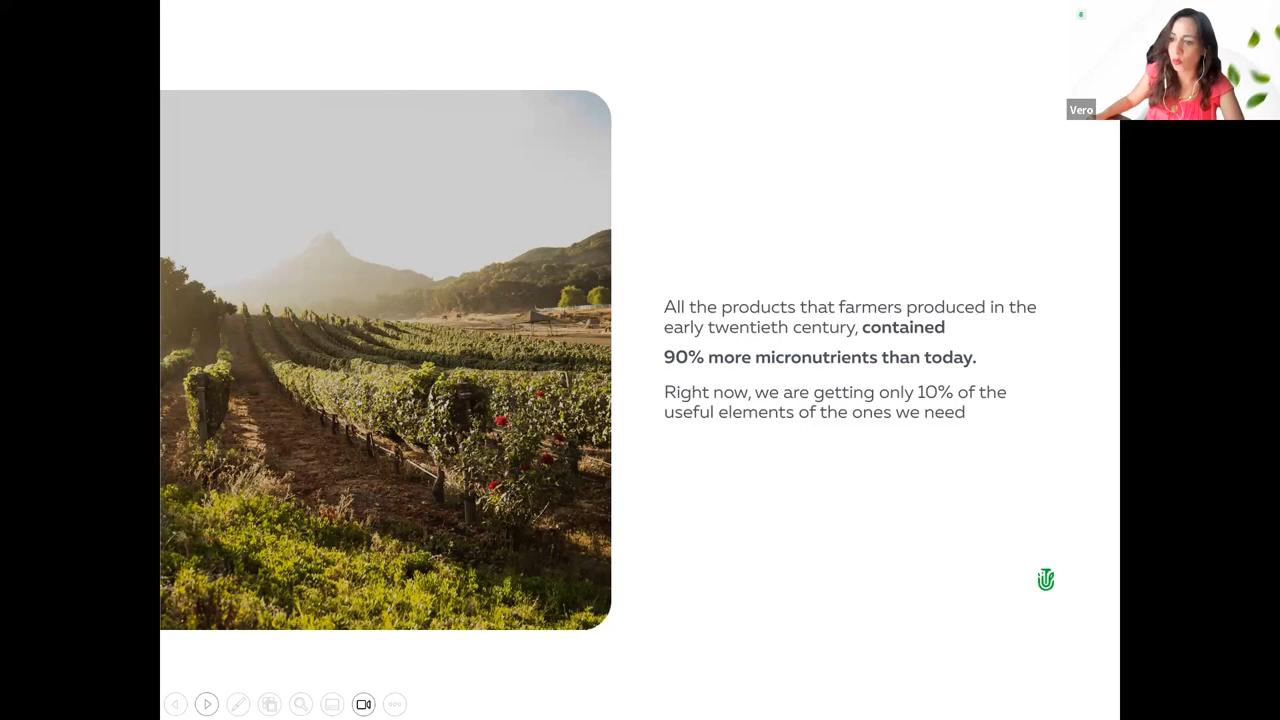 Vero
All the products that farmers produced in the
early twentieth century, contained
90% more micronutrients than today.
Right now, we are getting only 10% of the
useful elements of the ones we need